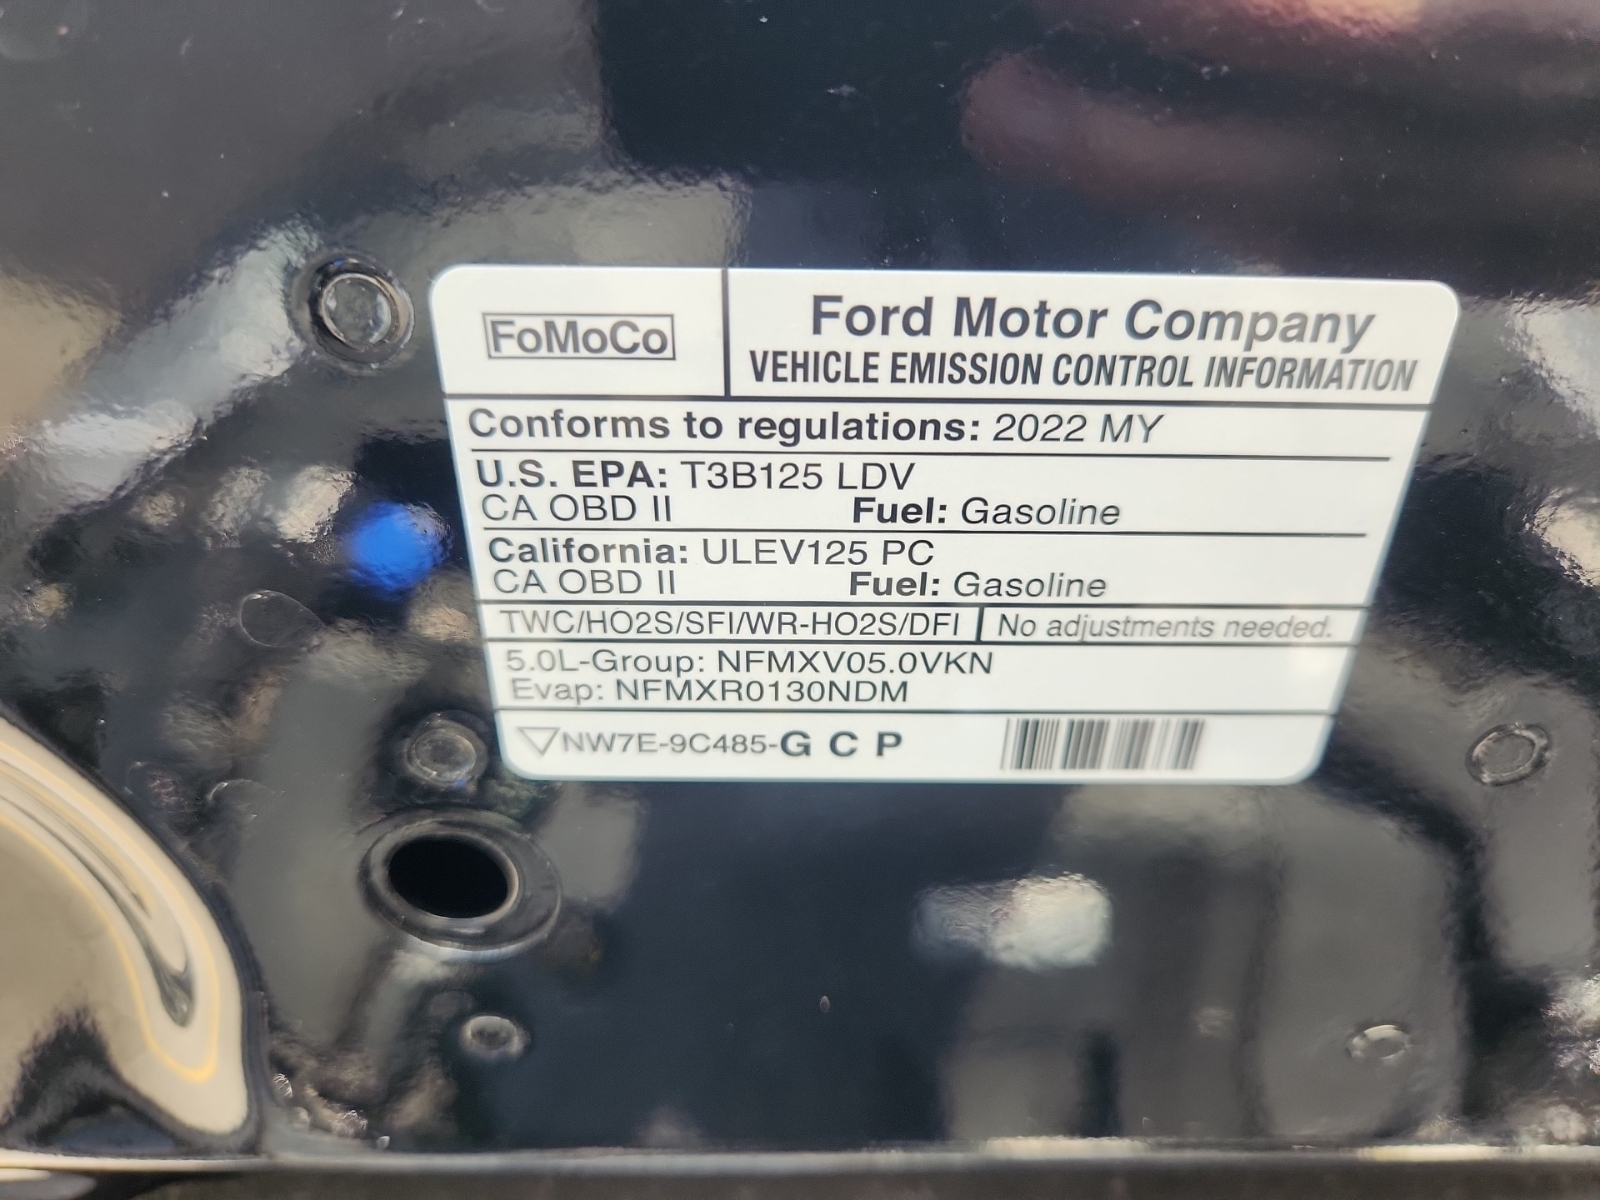 FoMoCo
Ford Motor Company
VEHICLE EMISSION CONTROL INFORMATION
Conforms to regulations: 2022 MY
U.S. EPA: T3B125 LDV
CA OBD II Fuel: Gasoline
California: ULEV125 PC
CA OBD II Fuel: Gasoline
TWC/HO2S/SFI/WR-HO2S/DFI No adjustments needed.
5.0L-Group: NFMXV05.0VKN
Evap: NFMXR0130NDM
NW7E-9C485-G C P